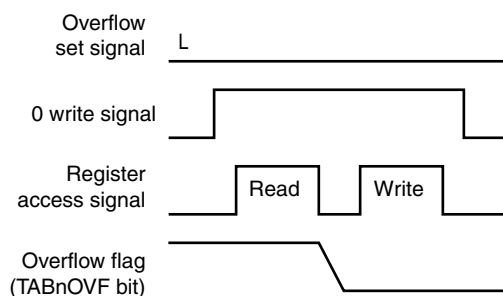 Overflow
set signal
L
0 write signal
Register
access signal
Read
Write
Overflow flag
(TABnOVF bit)